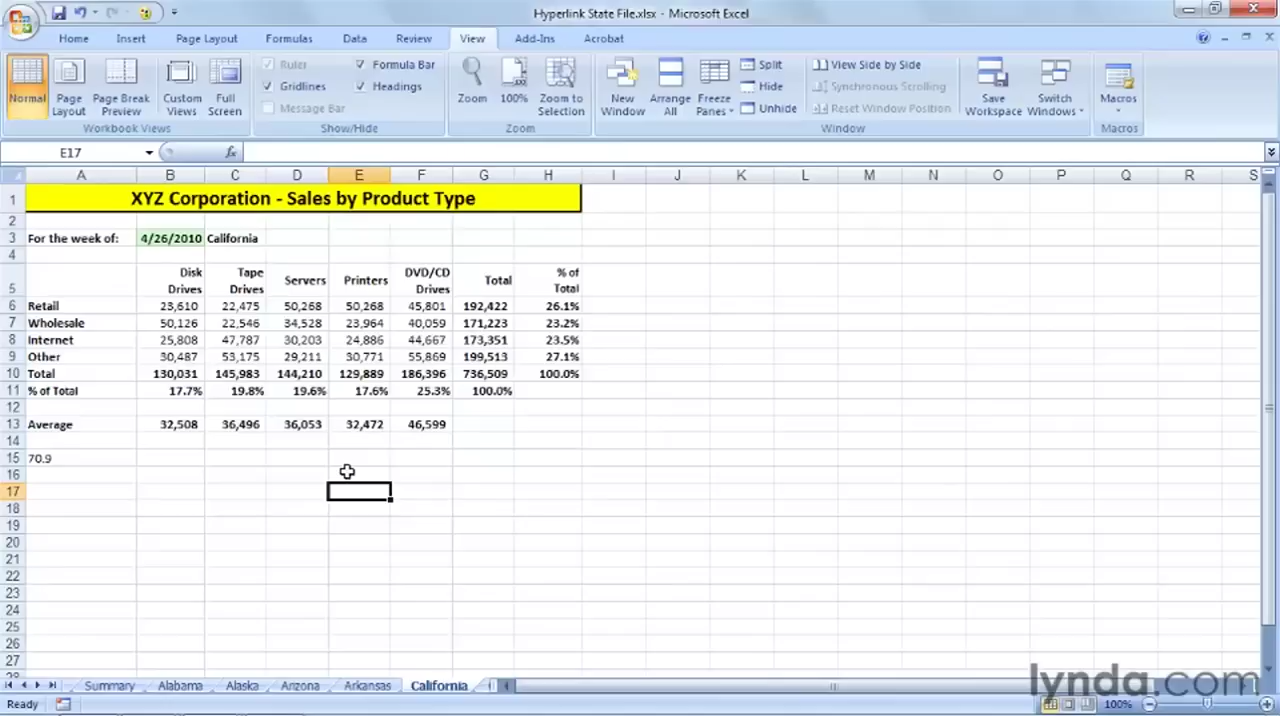 Hyperlink State File.xlsx - Microsoft Excel
Home Insert Page Layout Formulas Data Review View Add-Ins Acrobat
Ruler Formula Bar Split View Side by Side
Gridlines Headings Hide Synchronous Scrolling
Message Bar Unhide Reset Window Position
Normal Page Layout Page Break Preview Custom Views Full Screen Zoom 100% Zoom to Selection New Window Arrange All Freeze Panes Save Workspace Switch Windows Macros
Workbook Views Show/Hide Zoom Window Macros
E17 fx
A B C D E F G H I J K L M N O P Q R S
1 XYZ Corporation - Sales by Product Type
2
3 For the week of: 4/26/2010 California
4
5 Disk Drives Tape Drives Servers Printers DVD/CD Drives Total % of Total
6 Retail 23,610 22,475 50,268 50,268 45,801 192,422 26.1%
7 Wholesale 50,126 22,546 34,528 23,964 40,059 171,223 23.2%
8 Internet 25,808 47,787 30,203 24,886 44,667 173,351 23.5%
9 Other 30,487 53,175 29,211 30,771 55,869 199,513 27.1%
10 Total 130,031 145,983 144,210 129,889 186,396 736,509 100.0%
11 % of Total 17.7% 19.8% 19.6% 17.6% 25.3% 100.0%
12
13 Average 32,508 36,496 36,053 32,472 46,599
14
15 70.9
16
17
18
19
20
21
22
23
24
25
26
27
Summary Alabama Alaska Arizona Arkansas California
lynda.com
Ready 100%